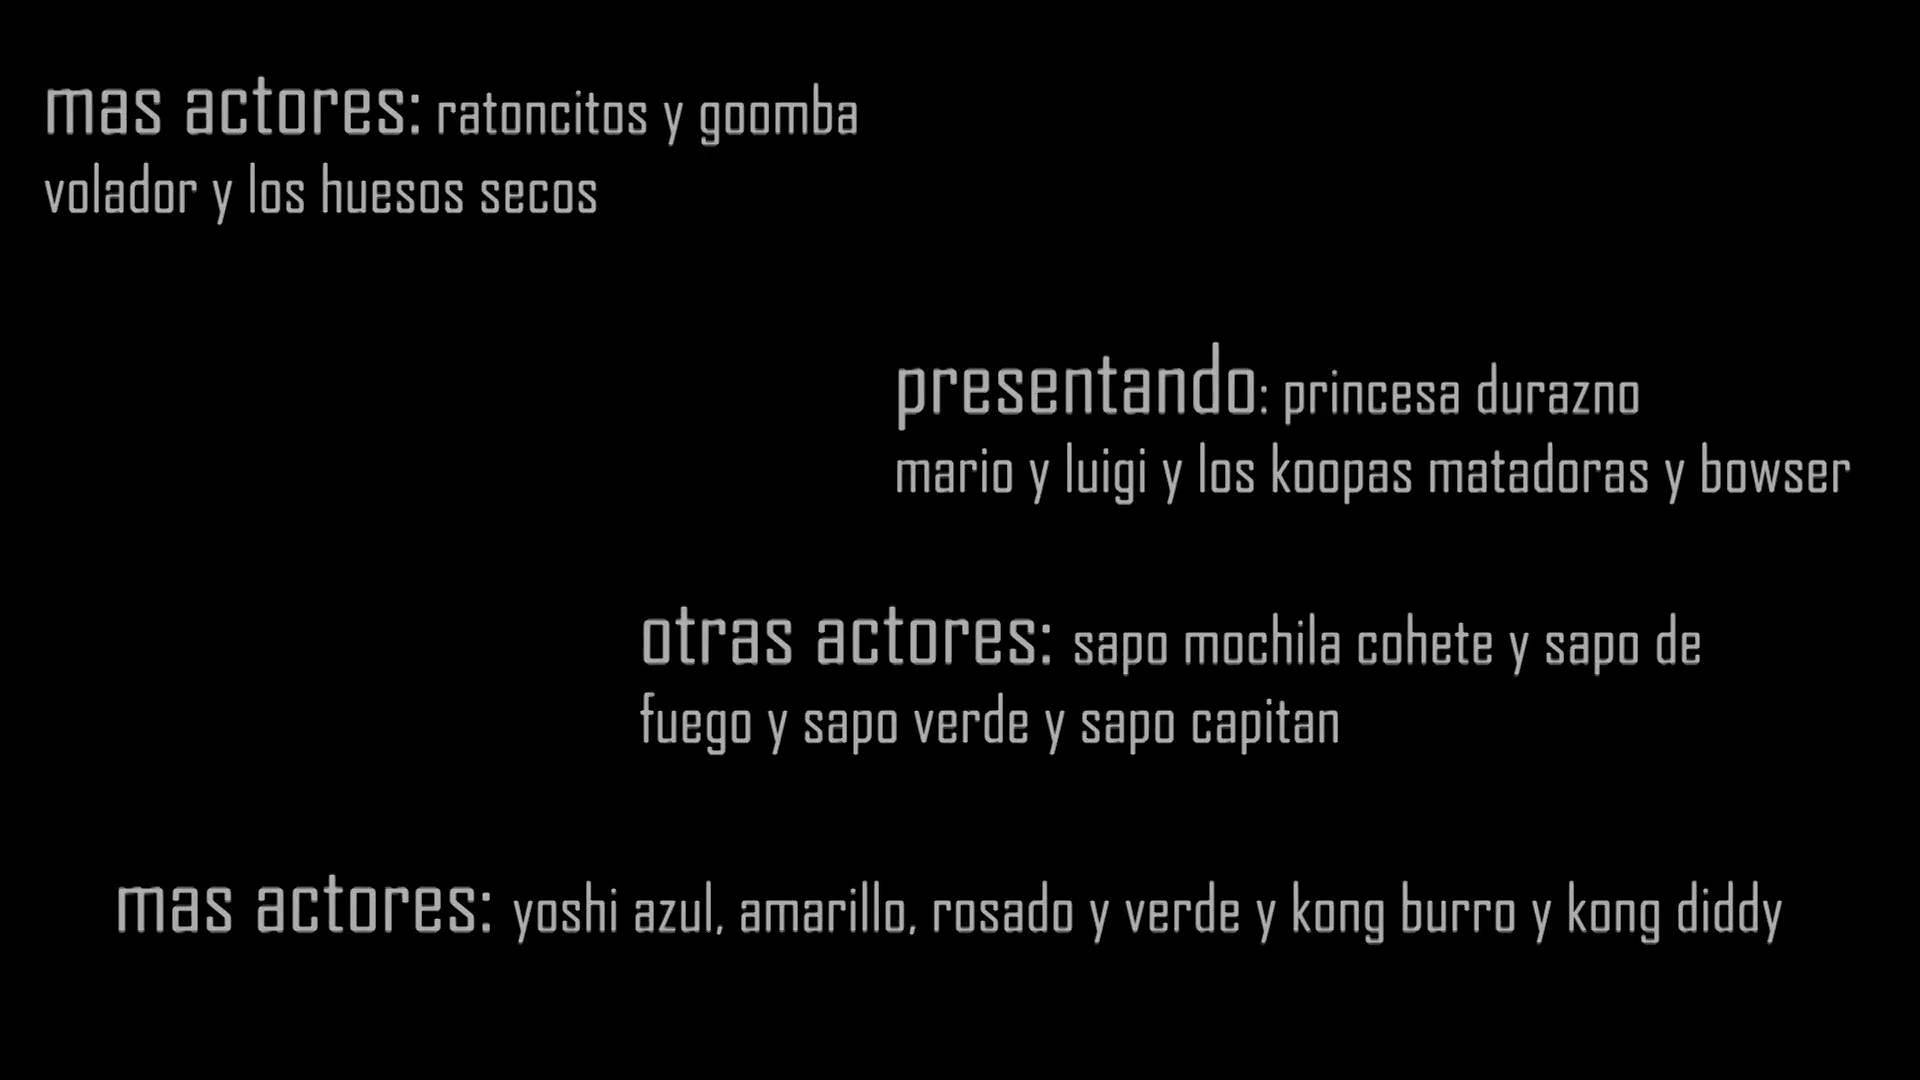 mas actores: ratoncitos y goomba
volador y los huesos secos
presentando: princesa durazno
mario y luigi y los koopas matadoras y bowser
otras actores: sapo mochila cohete y sapo de
fuego y sapo verde y sapo capitan
mas actores: yoshi azul, amarillo, rosado y verde y kong burro y kong diddy